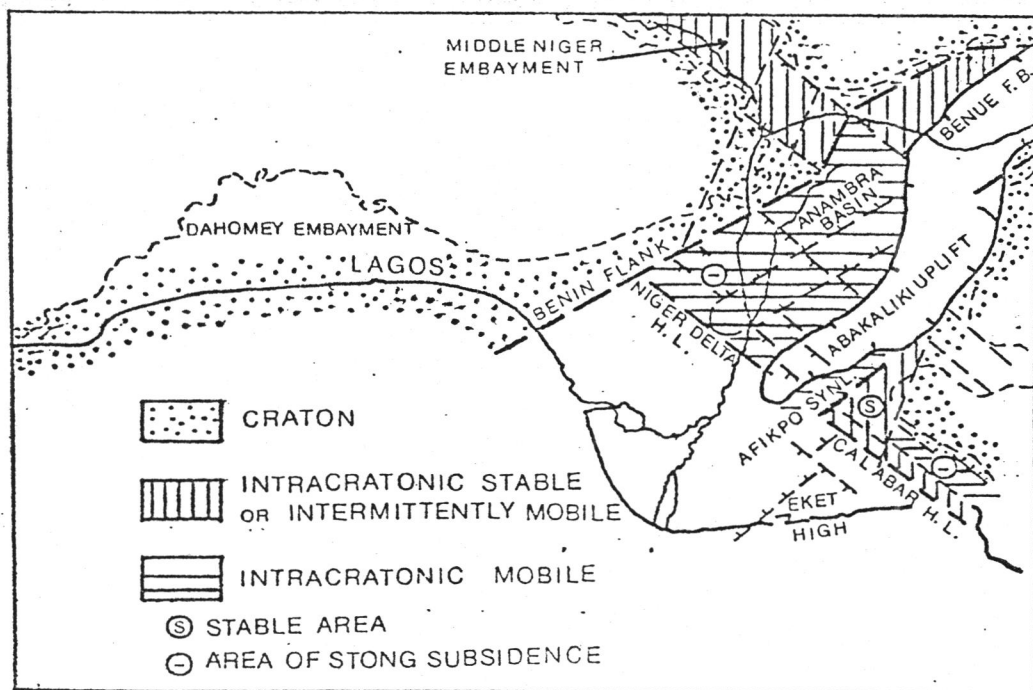 MIDDLE NIGER
EMBAYMENT
BENUE F.B.
ANAMBRA
BASIN
DAHOMEY EMBAYMENT
LAGOS
BENIN FLANK
NIGER DELTA
H.L.
ABAKALIKI UPLIFT
AFIKPO SYNL.
S
CALABAR H.L.
EKET
HIGH
CRATON
INTRACRATONIC STABLE
OR INTERMITTENTLY MOBILE
INTRACRATONIC MOBILE
S STABLE AREA
AREA OF STONG SUBSIDENCE